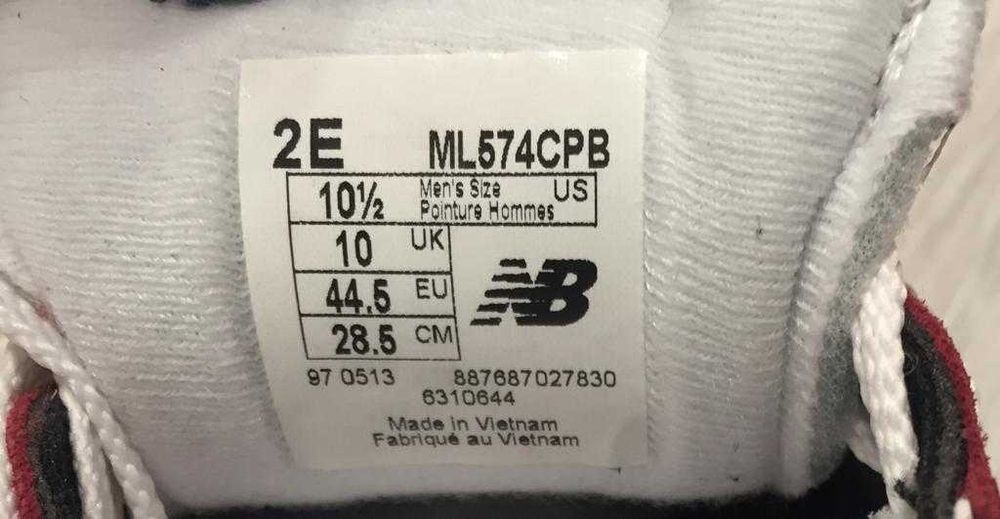 2E ML574CPB
10½ Men's Size US
Pointure Hommes
10 UK
44.5 EU
28.5 CM
NB
97 0513 887687027830
6310644
Made in Vietnam
Fabriqué au Vietnam